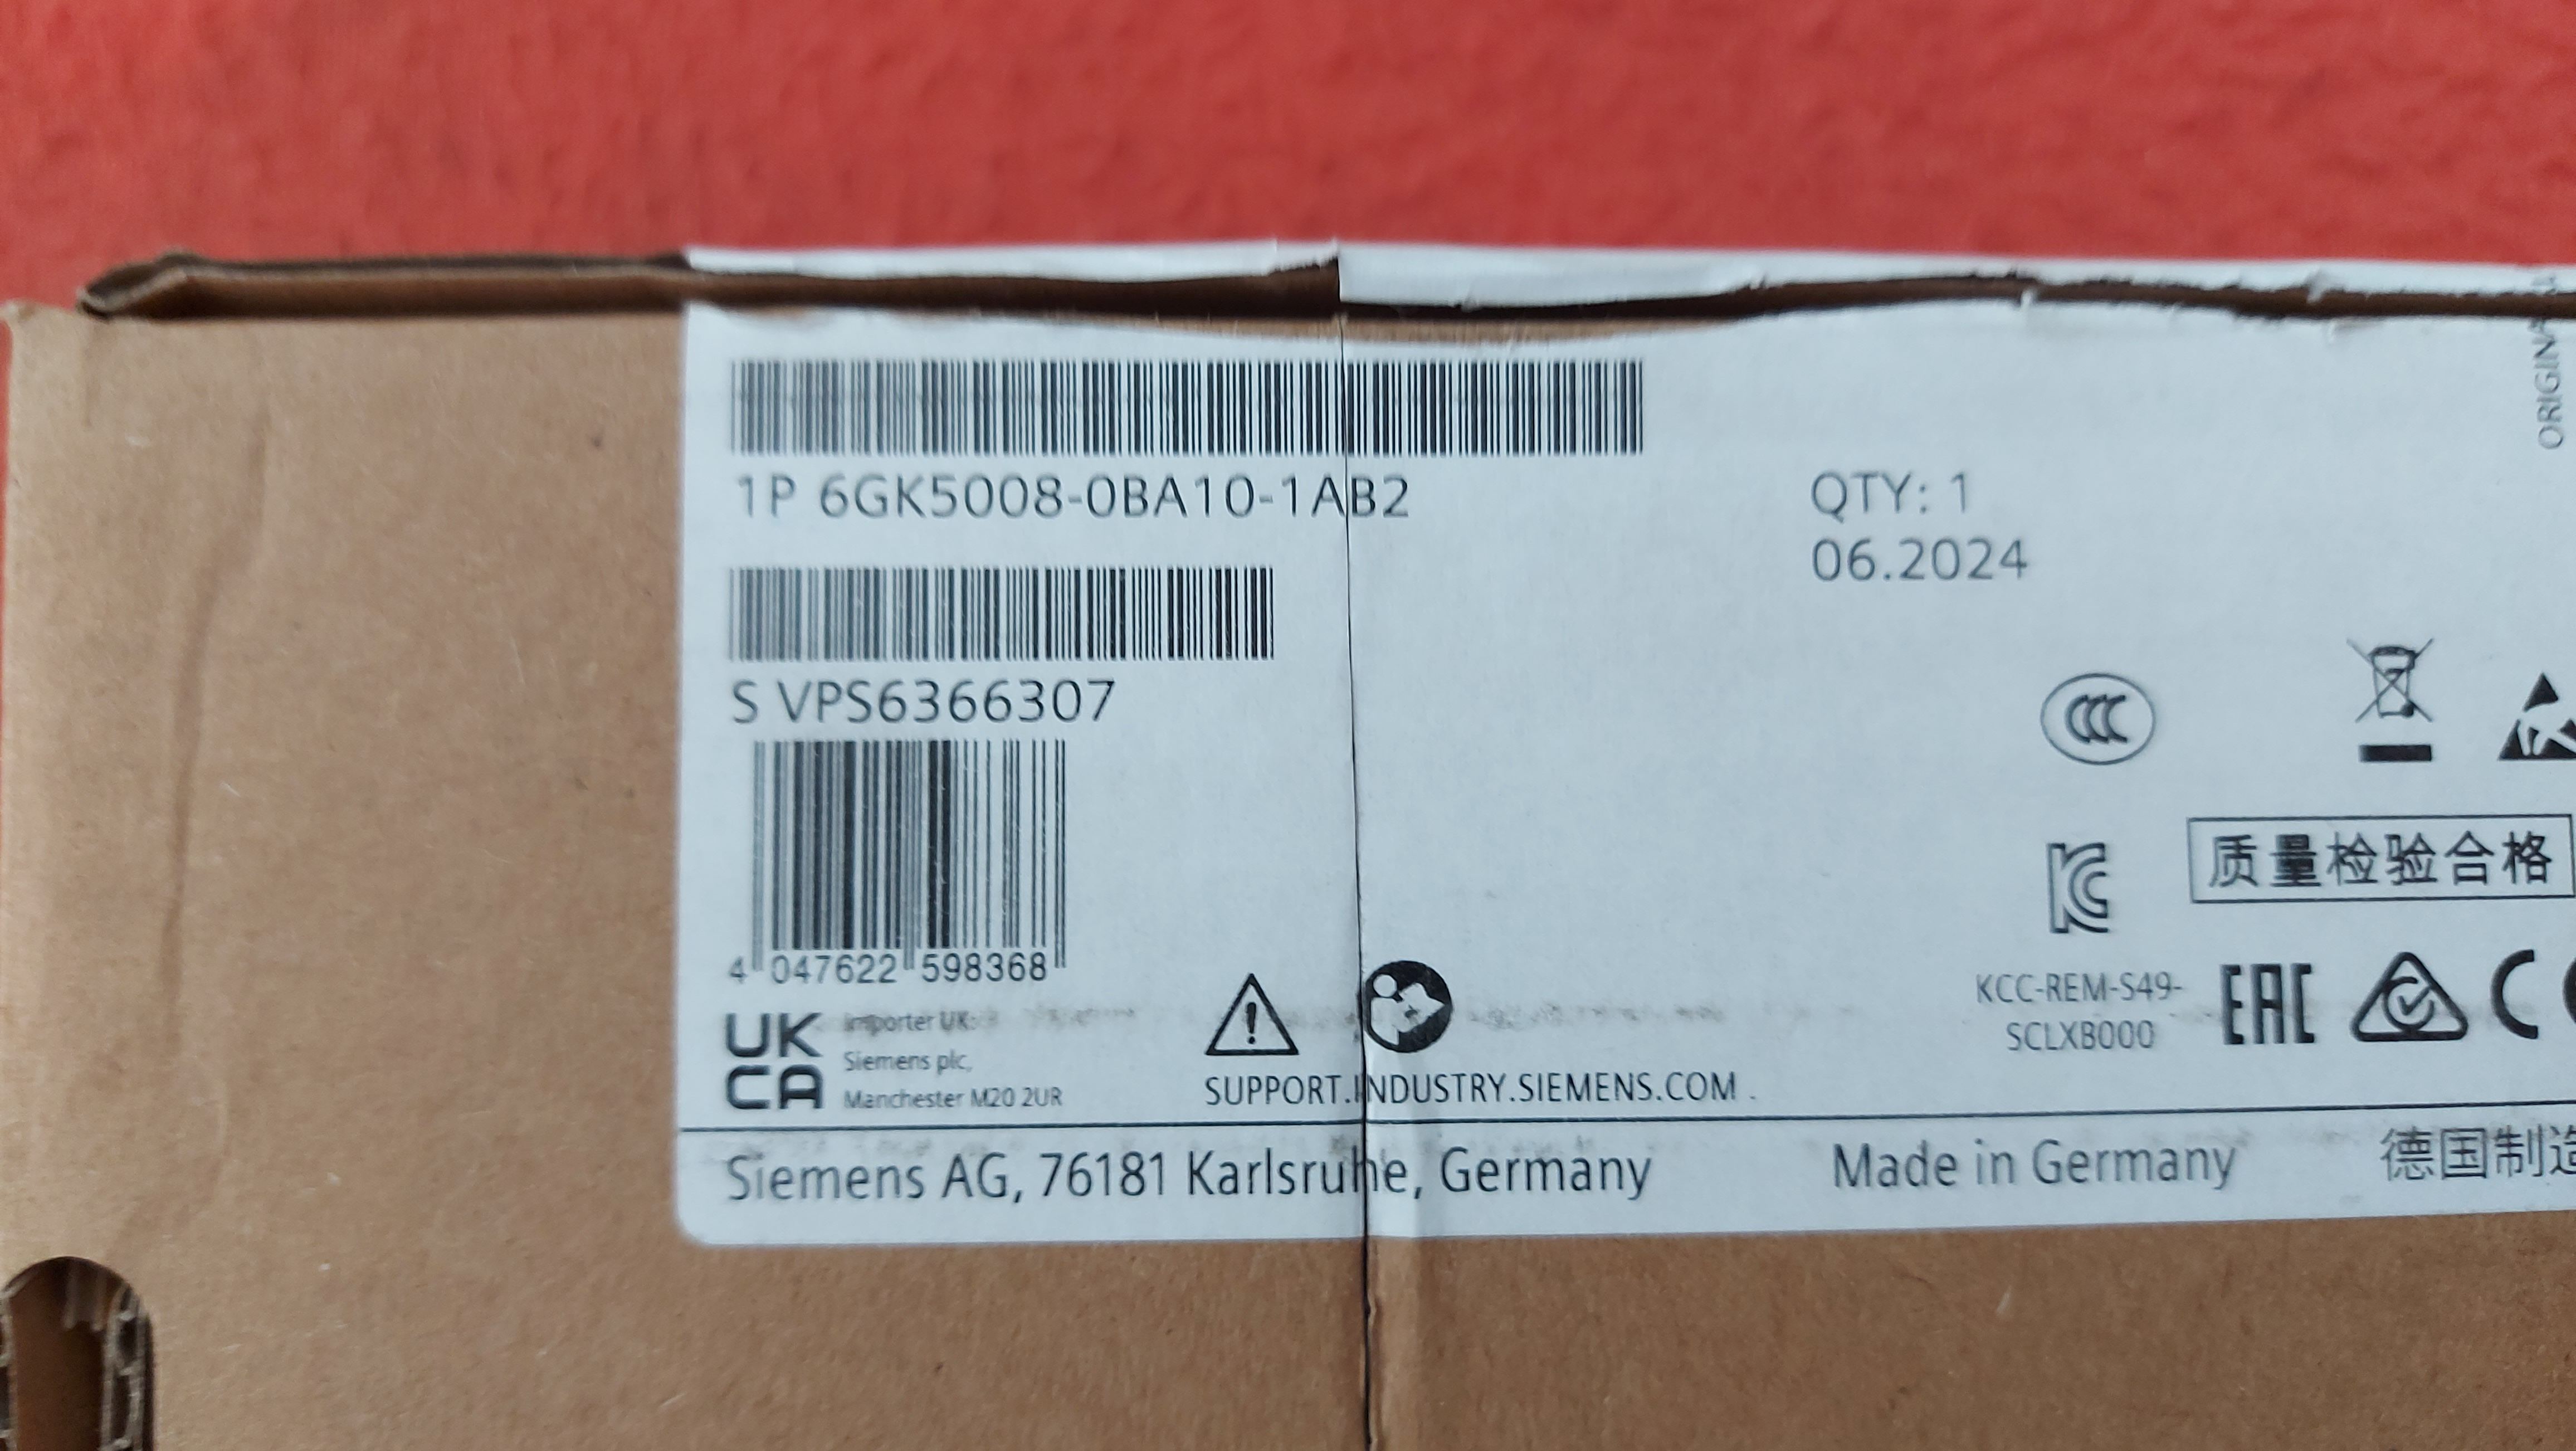 1P 6GK5008-0BA10-1AB2
QTY: 1
06.2024
S VPS6366307
4 047622 598368
质量检验合格
KCC-REM-S49-
SCLXB000
EAC
UK
CA
Importer UK:
Siemens plc,
Manchester M20 2UR
SUPPORT.INDUSTRY.SIEMENS.COM
Siemens AG, 76181 Karlsruhe, Germany
Made in Germany
德国制造